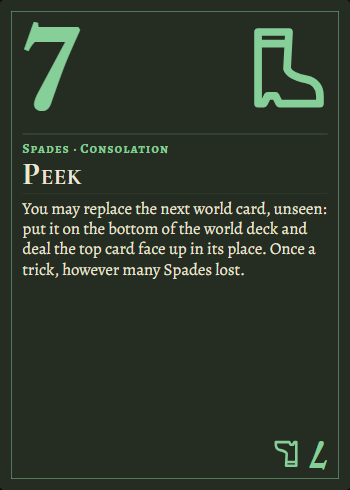 7
Spades · Consolation
Peek
You may replace the next world card, unseen:
put it on the bottom of the world deck and
deal the top card face up in its place. Once a
trick, however many Spades lost.
7